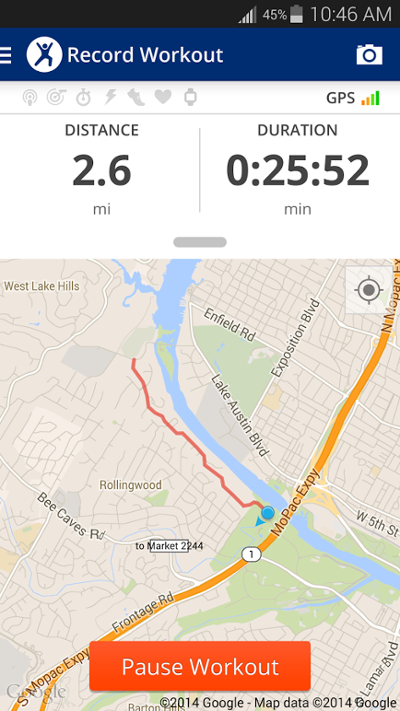 45% 10:46 AM
Record Workout
GPS
DISTANCE
DURATION
2.6
0:25:52
mi
min
West Lake Hills
Enfield Rd
Exposition Blvd
N Mopac Ex
Lake Austin Blvd
MoPac Expy
Rollingwood
Bee Caves Rd
W 5th St
to Market 2244
1
Frontage Rd
S Mopac Expy
Lamar Blvd
Pause Workout
Google
Barton Hills
©2014 Google - Map data ©2014 Google